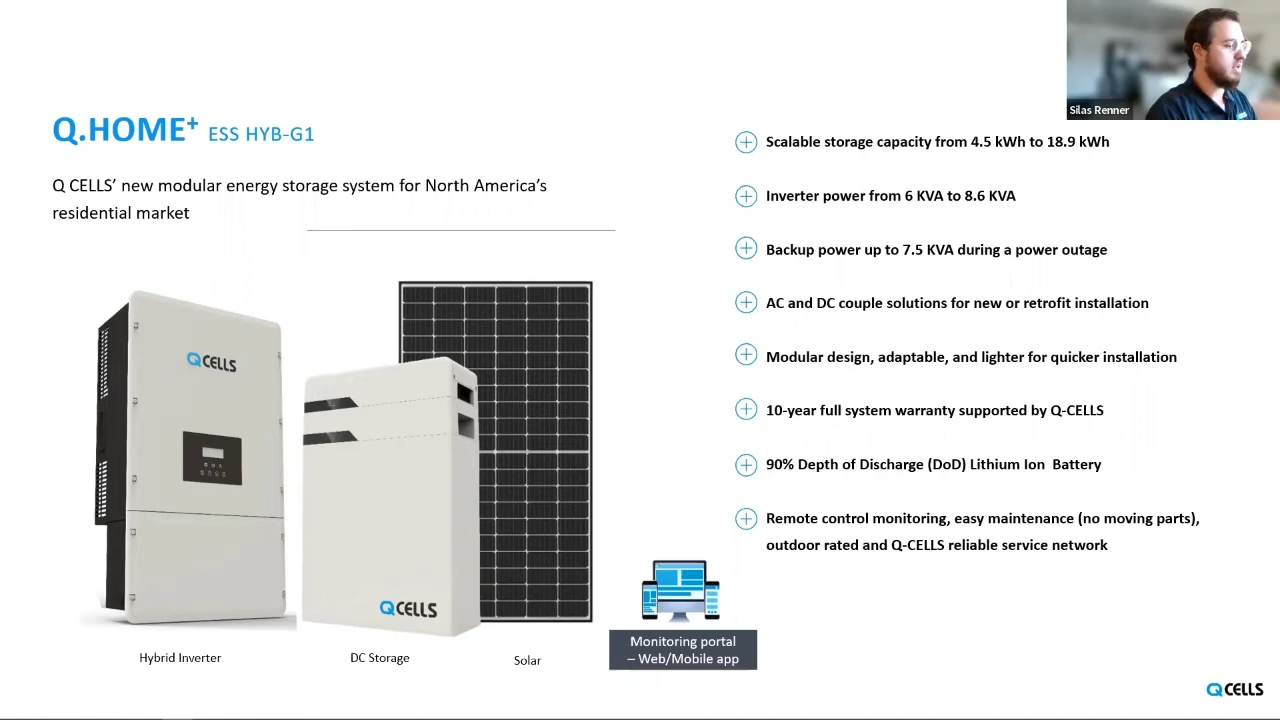 Silas Renner
Q.HOME+ ESS HYB-G1
Q CELLS’ new modular energy storage system for North America’s
residential market
Scalable storage capacity from 4.5 kWh to 18.9 kWh
Inverter power from 6 KVA to 8.6 KVA
Backup power up to 7.5 KVA during a power outage
AC and DC couple solutions for new or retrofit installation
Modular design, adaptable, and lighter for quicker installation
10-year full system warranty supported by Q-CELLS
90% Depth of Discharge (DoD) Lithium Ion Battery
Remote control monitoring, easy maintenance (no moving parts),
outdoor rated and Q-CELLS reliable service network
QCELLS
QCELLS
Hybrid Inverter
DC Storage
Solar
Monitoring portal
– Web/Mobile app
QCELLS